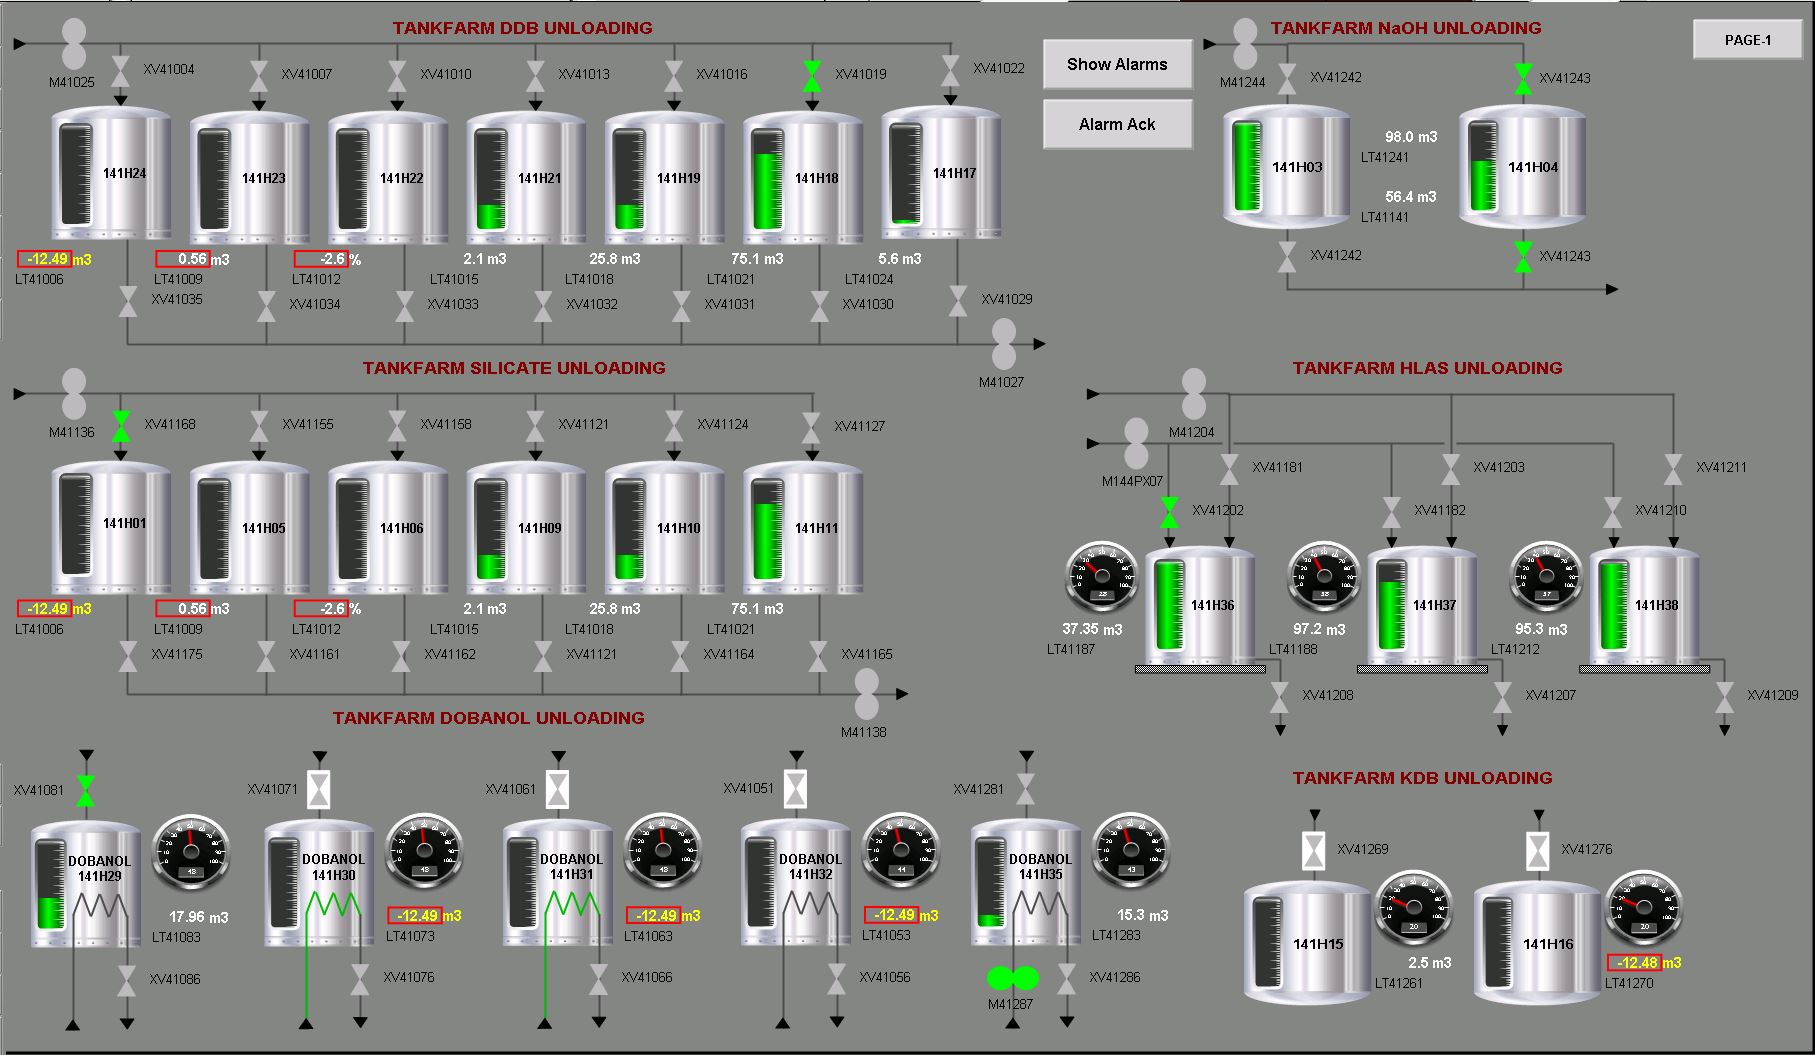 TANKFARM DDB UNLOADING
M41025
XV41004
XV41007
XV41010
XV41013
XV41016
XV41019
XV41022
141H24
141H23
141H22
141H21
141H19
141H18
141H17
-12.49 m3
0.56 m3
-2.6 %
2.1 m3
25.8 m3
75.1 m3
5.6 m3
LT41006
LT41009
LT41012
LT41015
LT41018
LT41021
LT41024
XV41035
XV41034
XV41033
XV41032
XV41031
XV41030
XV41029
M41027
Show Alarms
Alarm Ack
TANKFARM NaOH UNLOADING
PAGE-1
M41244
XV41242
XV41243
141H03
98.0 m3
LT41241
56.4 m3
LT41141
141H04
XV41242
XV41243
TANKFARM SILICATE UNLOADING
M41136
XV41168
XV41155
XV41158
XV41121
XV41124
XV41127
141H01
141H05
141H06
141H09
141H10
141H11
-12.49 m3
0.56 m3
-2.6 %
2.1 m3
25.8 m3
75.1 m3
LT41006
LT41009
LT41012
LT41015
LT41018
LT41021
XV41175
XV41161
XV41162
XV41121
XV41164
XV41165
M41138
TANKFARM HLAS UNLOADING
M41204
M144PX07
XV41181
XV41203
XV41211
XV41202
XV41182
XV41210
141H36
141H37
141H38
37.35 m3
97.2 m3
95.3 m3
LT41187
LT41188
LT41212
XV41208
XV41207
XV41209
TANKFARM DOBANOL UNLOADING
XV41081
XV41071
XV41061
XV41051
XV41281
DOBANOL
141H29
DOBANOL
141H30
DOBANOL
141H31
DOBANOL
141H32
DOBANOL
141H35
17.96 m3
-12.49 m3
-12.49 m3
-12.49 m3
15.3 m3
LT41083
LT41073
LT41063
LT41053
LT41283
XV41086
XV41076
XV41066
XV41056
XV41286
M41287
TANKFARM KDB UNLOADING
XV41269
XV41276
141H15
141H16
20
20
2.5 m3
-12.48 m3
LT41261
LT41270